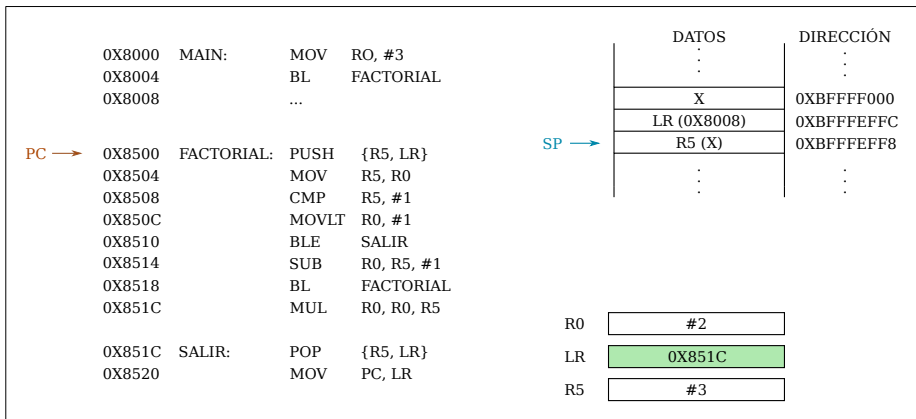 0X8000 MAIN: MOV RO, #3
0X8004 BL FACTORIAL
0X8008 ...
PC
0X8500 FACTORIAL: PUSH {R5, LR}
0X8504 MOV R5, R0
0X8508 CMP R5, #1
0X850C MOVLT R0, #1
0X8510 BLE SALIR
0X8514 SUB R0, R5, #1
0X8518 BL FACTORIAL
0X851C MUL R0, R0, R5
0X851C SALIR: POP {R5, LR}
0X8520 MOV PC, LR
DATOS DIRECCIÓN
X 0XBFFFF000
LR (0X8008) 0XBFFFEFFC
SP R5 (X) 0XBFFFEFF8
R0 #2
LR 0X851C
R5 #3